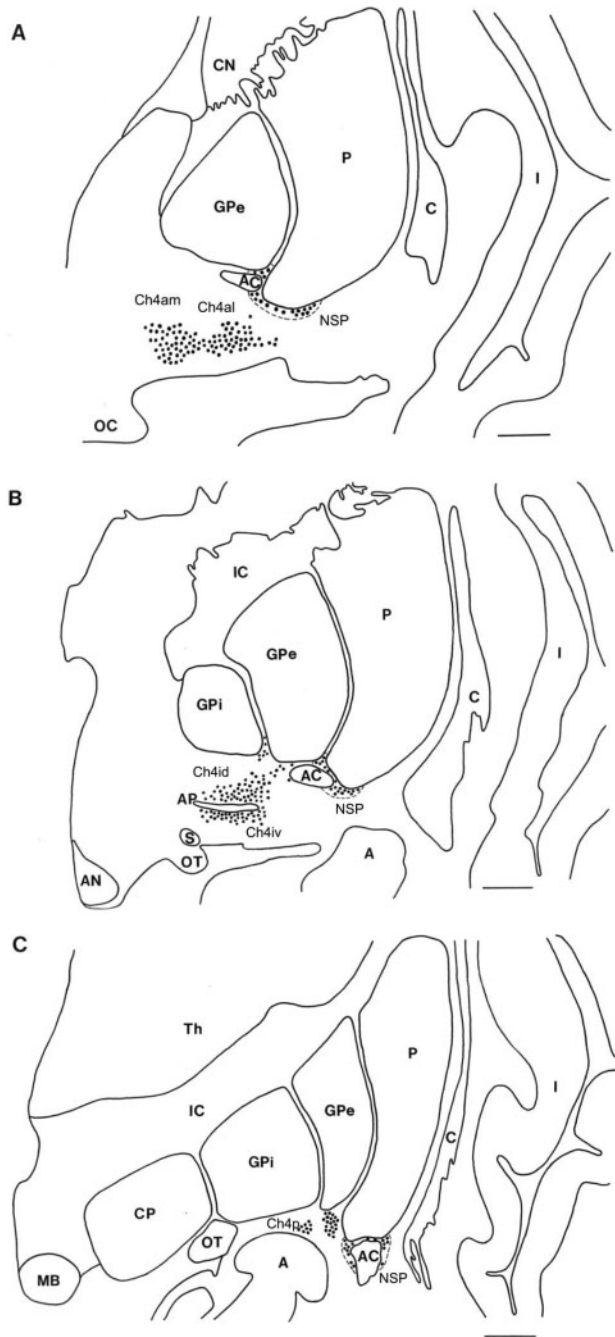 A
CN
P
GPe
C
I
AC
Ch4am
Ch4al
NSP
OC
B
IC
P
GPe
C
I
GPi
Ch4id
AC
AP
NSP
Ch4iv
S
OT
A
AN
C
Th
P
IC
GPe
I
C
GPi
CP
Ch4p
OT
A
AC
MB
NSP